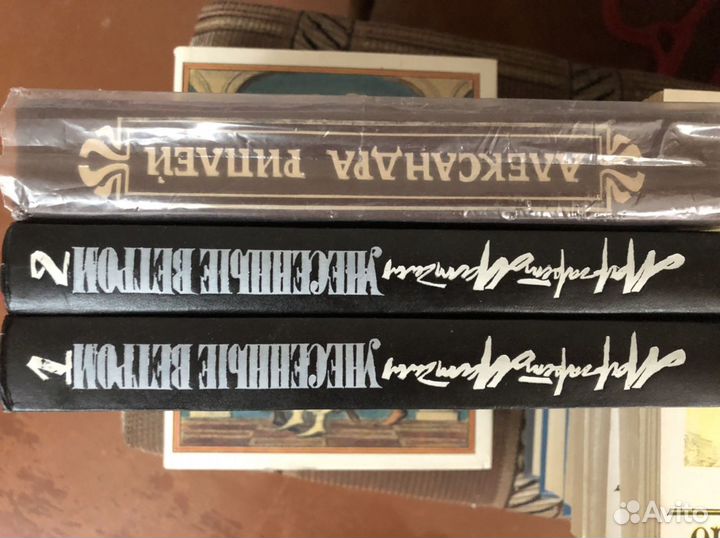 АЛЕКСАНДРА РИПЛЕЙ
Маргарет Митчелл УНЕСЕННЫЕ ВЕТРОМ 2
Маргарет Митчелл УНЕСЕННЫЕ ВЕТРОМ 1
Avito